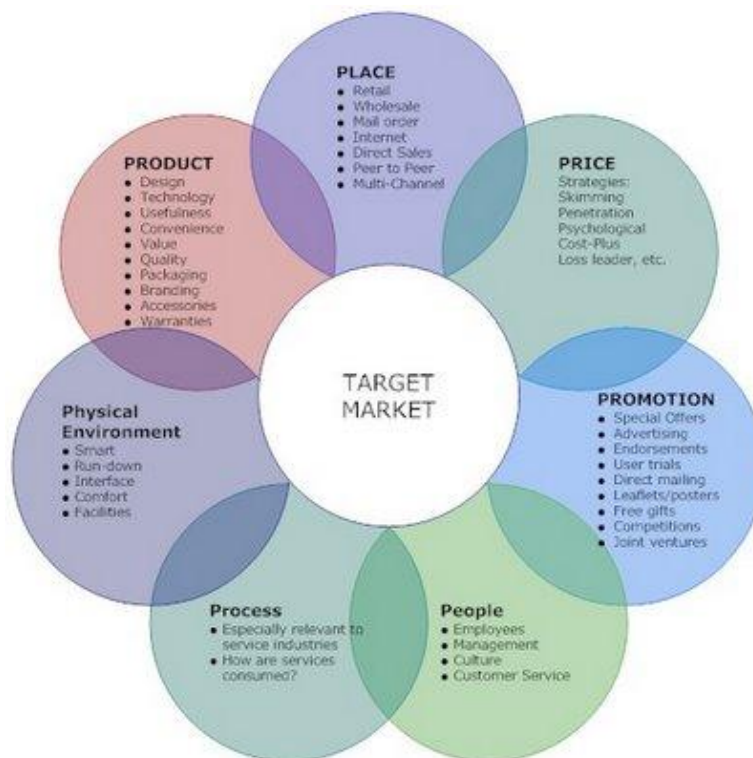 PLACE
● Retail
● Wholesale
● Mail order
● Internet
● Direct Sales
● Peer to Peer
● Multi-Channel
PRODUCT
● Design
● Technology
● Usefulness
● Convenience
● Value
● Quality
● Packaging
● Branding
● Accessories
● Warranties
PRICE
Strategies:
Skimming
Penetration
Psychological
Cost-Plus
Loss leader, etc.
TARGET
MARKET
Physical
Environment
● Smart
● Run-down
● Interface
● Comfort
● Facilities
PROMOTION
● Special Offers
● Advertising
● Endorsements
● User trials
● Direct mailing
● Leaflets/posters
● Free gifts
● Competitions
● Joint ventures
Process
● Especially relevant to
service industries
● How are services
consumed?
People
● Employees
● Management
● Culture
● Customer Service